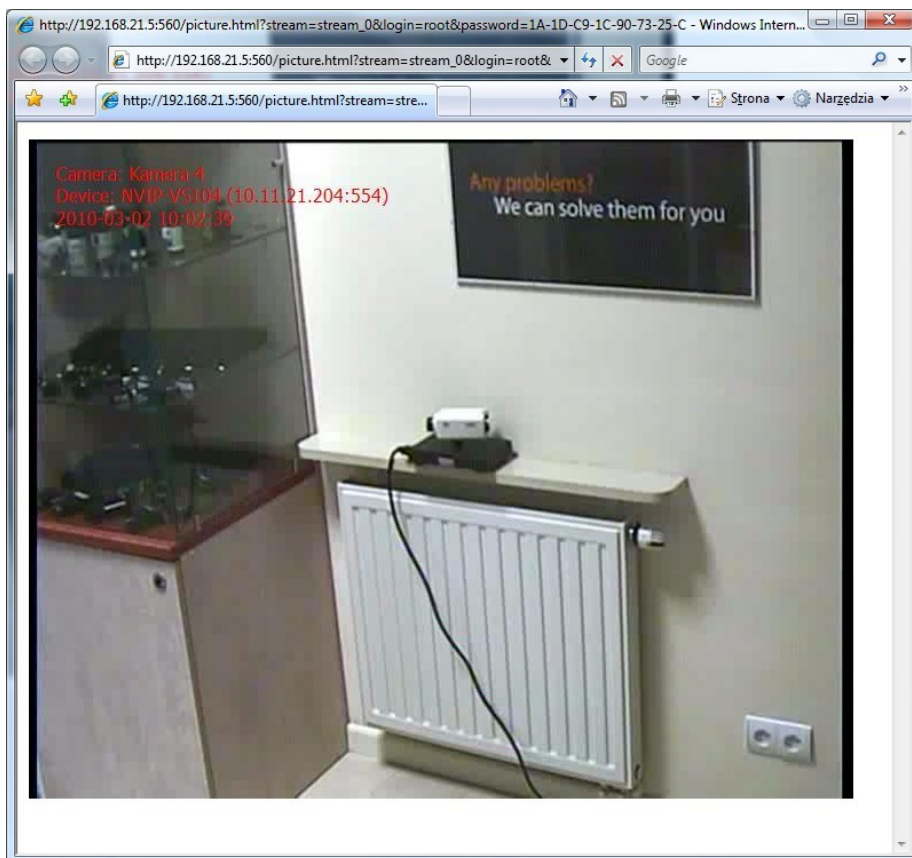 http://192.168.21.5:560/picture.html?stream=stream_0&login=root&password=1A-1D-C9-1C-90-73-25-C - Windows Intern...
http://192.168.21.5:560/picture.html?stream=stream_0&login=root&
Google
http://192.168.21.5:560/picture.html?stream=stre...
Strona
Narzędzia
Camera: Kamera 4
Device: NVIP-VS104 (10.11.21.204:554)
2010-03-02 10:02:39
Any problems?
We can solve them for you